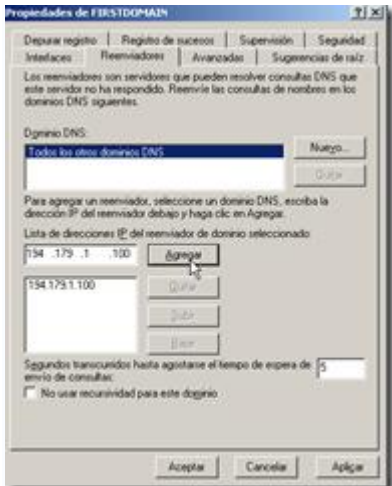 Propiedades de FIRSTDOMAIN
Depurar registro Registro de sucesos Supervisión Seguridad
Interfaces Reenviadores Avanzadas Sugerencias de raíz
Los reenviadores son servidores que pueden resolver consultas DNS que
este servidor no ha respondido. Reenvíe las consultas de nombres en los
dominios DNS siguientes.
Dominio DNS:
Todos los otros dominios DNS
Nuevo...
Quitar
Para agregar un reenviador, seleccione un dominio DNS, escriba la
dirección IP del reenviador debajo y haga clic en Agregar.
Lista de direcciones IP del reenviador de dominio seleccionado
194 .179 .1 .100 Agregar
194.179.1.100
Quitar
Subir
Bajar
Segundos transcurridos hasta agotarse el tiempo de espera de 5
envío de consultas:
No usar recursividad para este dominio
Aceptar Cancelar Aplicar